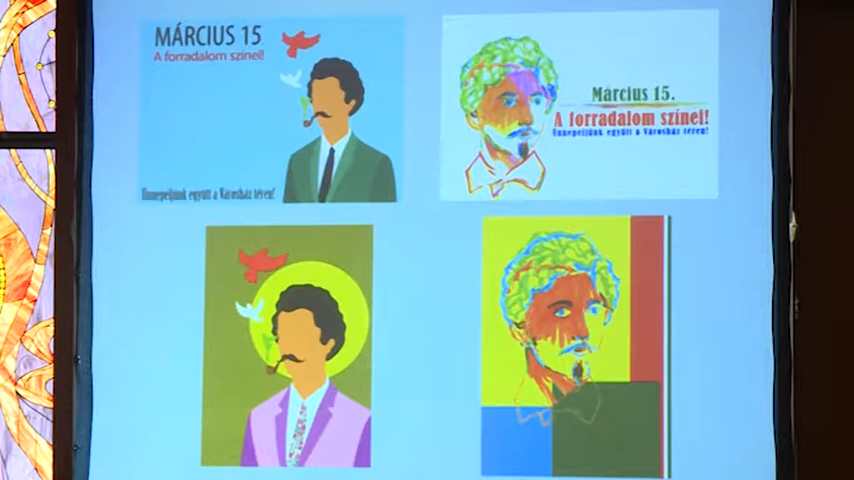 MÁRCIUS 15
A forradalom színei!
Ünnepeljünk együtt a Városház téren!
Március 15.
A forradalom színei!
Ünnepeljünk együtt a Városház téren!